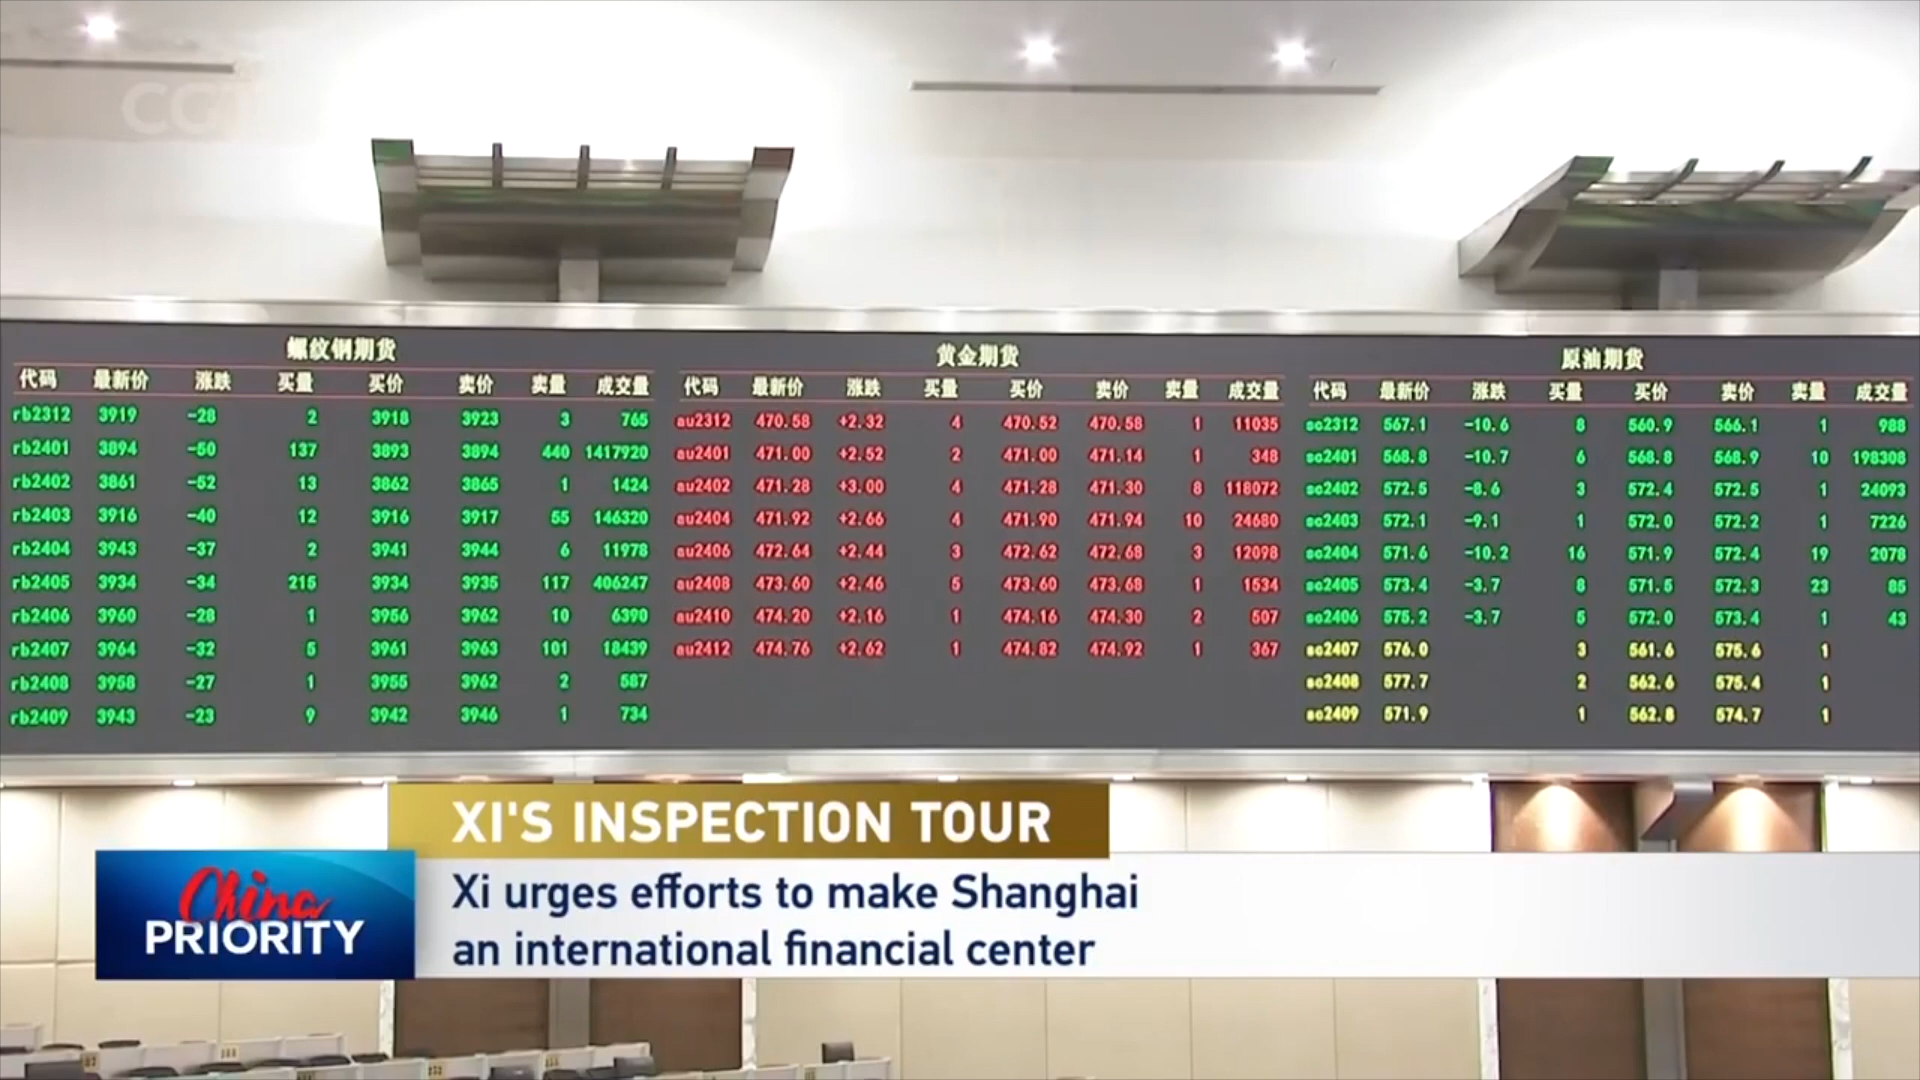 CGT
螺纹钢期货
代码 最新价 涨跌 买量 买价 卖价 卖量 成交量
rb2312 3919 -28 2 3918 3923 3 765
rb2401 3894 -50 137 3893 3894 440 1417920
rb2402 3861 -52 13 3862 3865 1 1424
rb2403 3916 -40 12 3916 3917 55 146320
rb2404 3943 -37 2 3941 3944 6 11978
rb2405 3934 -34 215 3934 3935 117 406247
rb2406 3960 -28 1 3956 3962 10 6390
rb2407 3964 -32 5 3961 3963 101 18439
rb2408 3958 -27 1 3955 3962 2 587
rb2409 3943 -23 9 3942 3946 1 734
黄金期货
代码 最新价 涨跌 买量 买价 卖价 卖量 成交量
au2312 470.58 +2.32 4 470.52 470.58 1 11035
au2401 471.00 +2.52 2 471.00 471.14 1 348
au2402 471.28 +3.00 4 471.28 471.30 8 118072
au2404 471.92 +2.66 4 471.90 471.94 10 24680
au2406 472.64 +2.44 3 472.62 472.68 3 12098
au2408 473.60 +2.46 5 473.60 473.68 1 1534
au2410 474.20 +2.16 1 474.16 474.30 2 507
au2412 474.76 +2.62 1 474.82 474.92 1 367
原油期货
代码 最新价 涨跌 买量 买价 卖价 卖量 成交量
sc2312 567.1 -10.6 8 560.9 566.1 1 988
sc2401 568.8 -10.7 6 568.8 568.9 10 198308
sc2402 572.5 -8.6 3 572.4 572.5 1 24093
sc2403 572.1 -9.1 1 572.0 572.2 1 7226
sc2404 571.6 -10.2 16 571.9 572.4 19 2078
sc2405 573.4 -3.7 8 571.5 572.3 23 85
sc2406 575.2 -3.7 5 572.0 573.4 1 43
sc2407 576.0 3 561.6 575.6 1
sc2408 577.7 2 562.6 575.4 1
sc2409 571.9 1 562.8 574.7 1
XI'S INSPECTION TOUR
China
PRIORITY
Xi urges efforts to make Shanghai
an international financial center